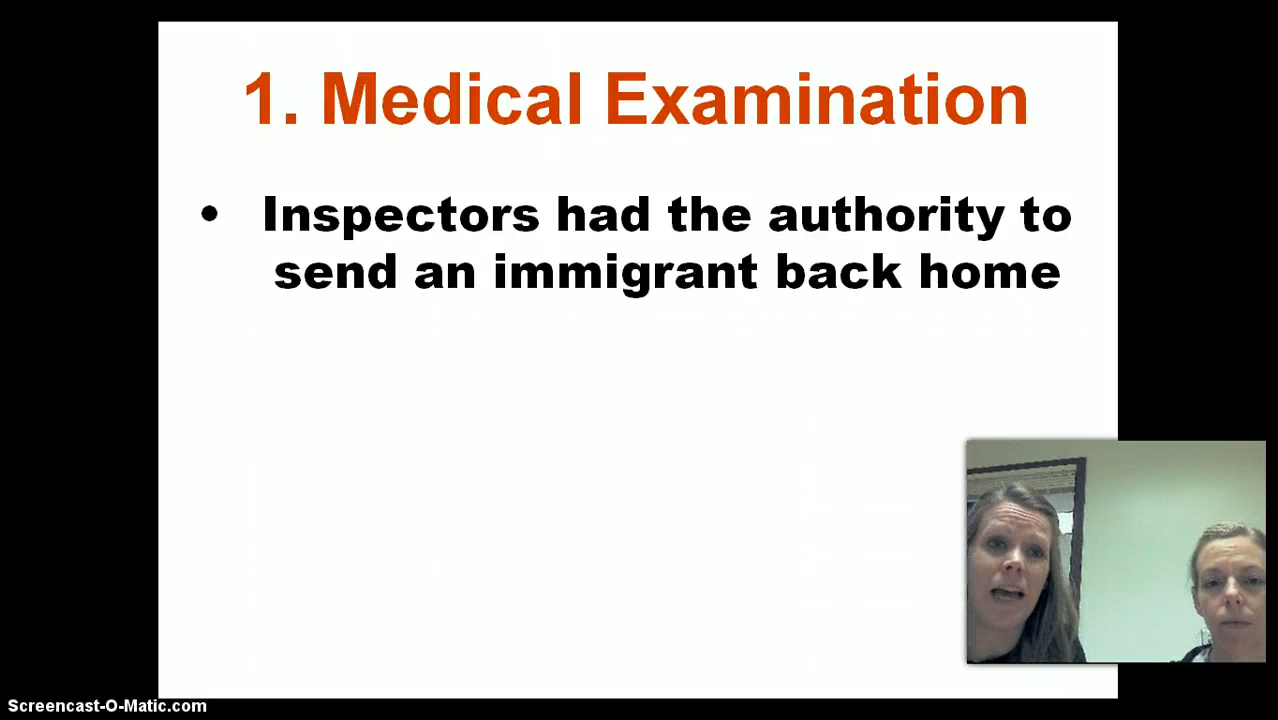 1. Medical Examination
• Inspectors had the authority to
send an immigrant back home
Screencast-O-Matic.com